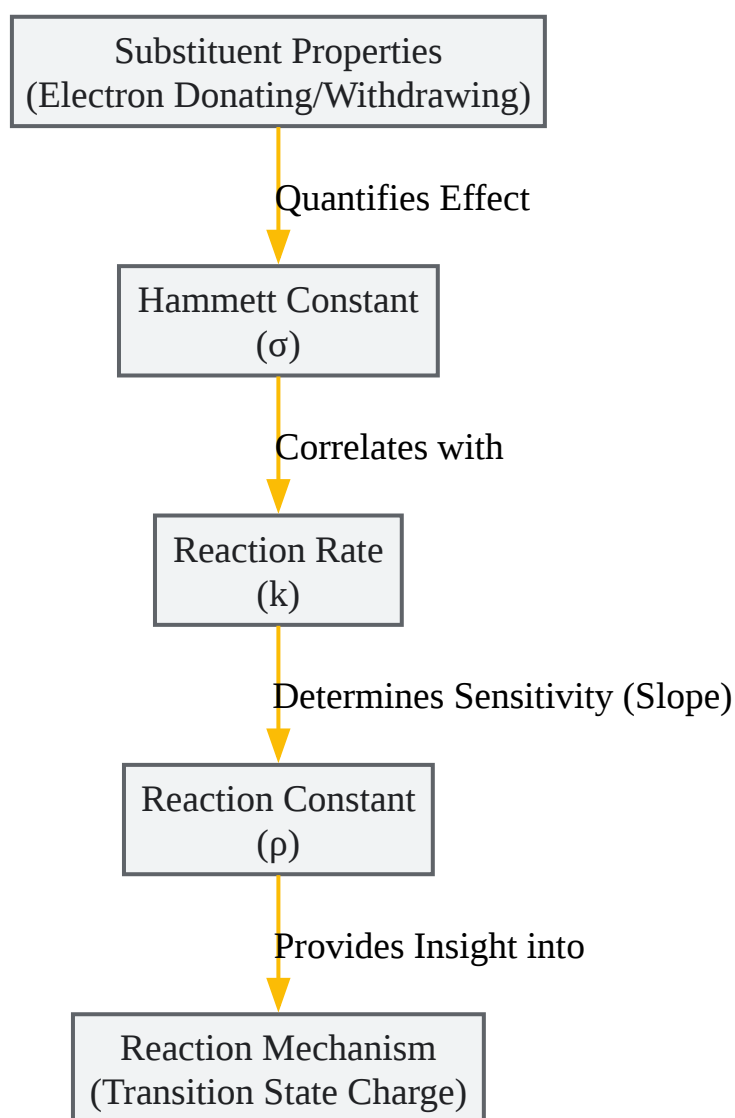 Substituent Properties
(Electron Donating/Withdrawing)
Quantifies Effect
Hammett Constant
(σ)
Correlates with
Reaction Rate
(k)
Determines Sensitivity (Slope)
Reaction Constant
(ρ)
Provides Insight into
Reaction Mechanism
(Transition State Charge)